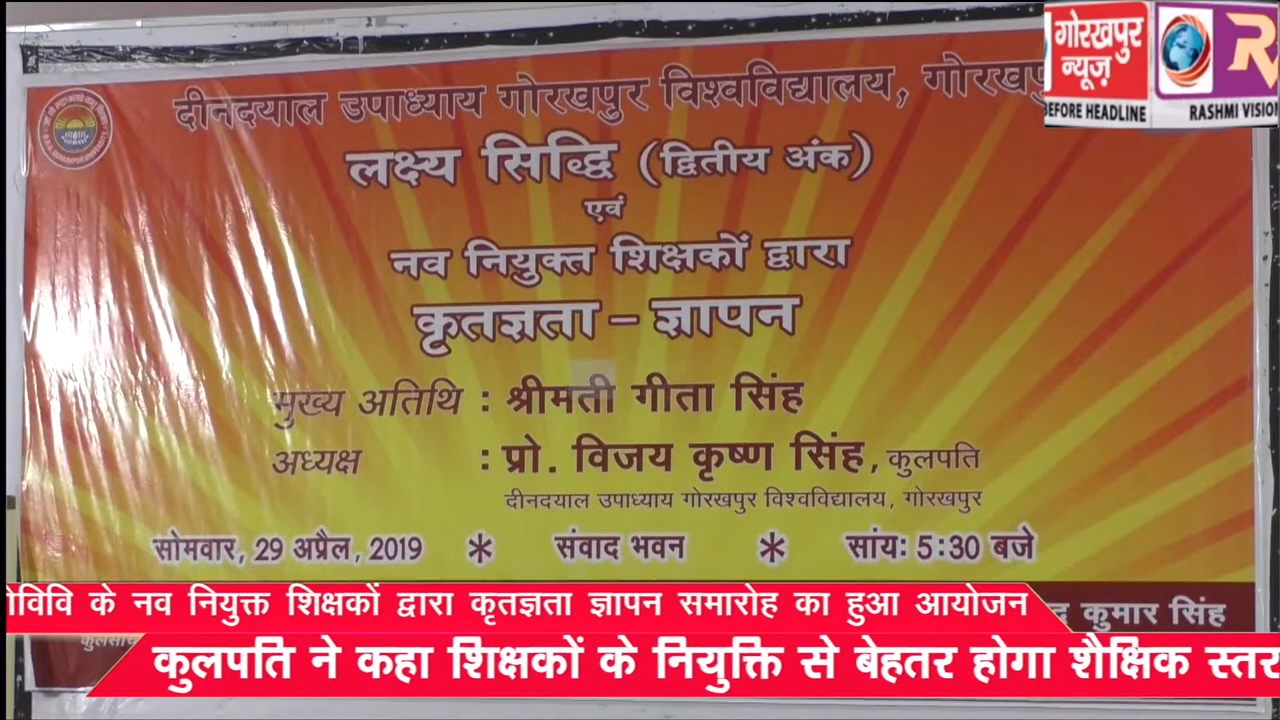 गोरखपुर
न्यूज़
BEFORE HEADLINE
R
RASHMI VISION
दीनदयाल उपाध्याय गोरखपुर विश्वविद्यालय,
लक्ष्य सिद्धि (द्वितीय अंक)
एवं
नव नियुक्त शिक्षकों द्वारा
कृतज्ञता - ज्ञापन
मुख्य अतिथि : श्रीमती गीता सिंह
अध्यक्ष : प्रो. विजय कृष्ण सिंह, कुलपति
दीनदयाल उपाध्याय गोरखपुर विश्वविद्यालय, गोरखपुर
सोमवार, 29 अप्रैल, 2019 * संवाद भवन * सांयः 5:30 बजे
के नव नियुक्त शिक्षकों द्वारा कृतज्ञता ज्ञापन समारोह का हुआ आयोजन
कुमार सिंह
कुलपति ने कहा शिक्षकों के नियुक्ति से बेहतर होगा शैक्षिक स्तर